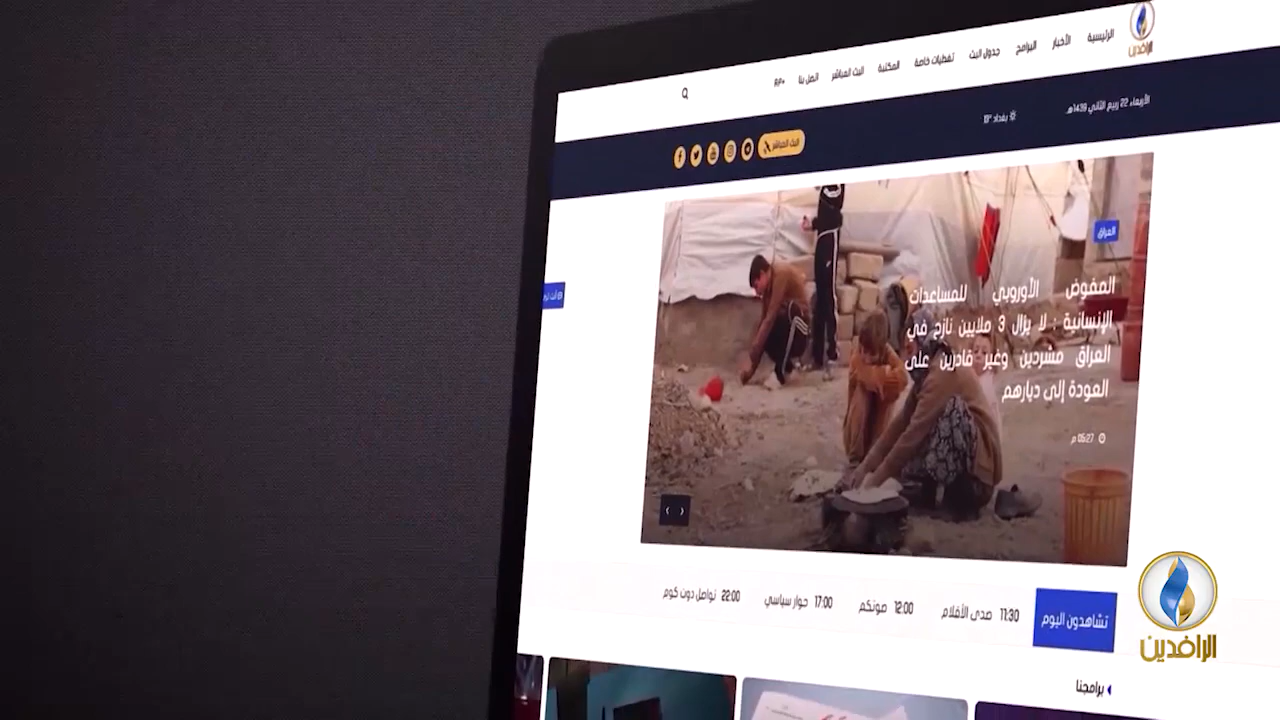 الرافدين
الرئيسية الأخبار البرامج جدول البث تغطيات خاصة المكتبة البث المباشر اتصل بنا
الأربعاء 22 ربيع الثاني 1439هـ
بغداد
البث المباشر
العراق
المفوض الأوروبي للمساعدات
الإنسانية : لا يزال 3 ملايين نازح في
العراق مشردين وغير قادرين على
العودة إلى ديارهم
05:27 م
تشاهدون اليوم
11:30 صدى الأقلام 12:00 صوتكم 17:00 حوار سياسي 22:00 تواصل دوت كوم
برامجنا
الرافدين